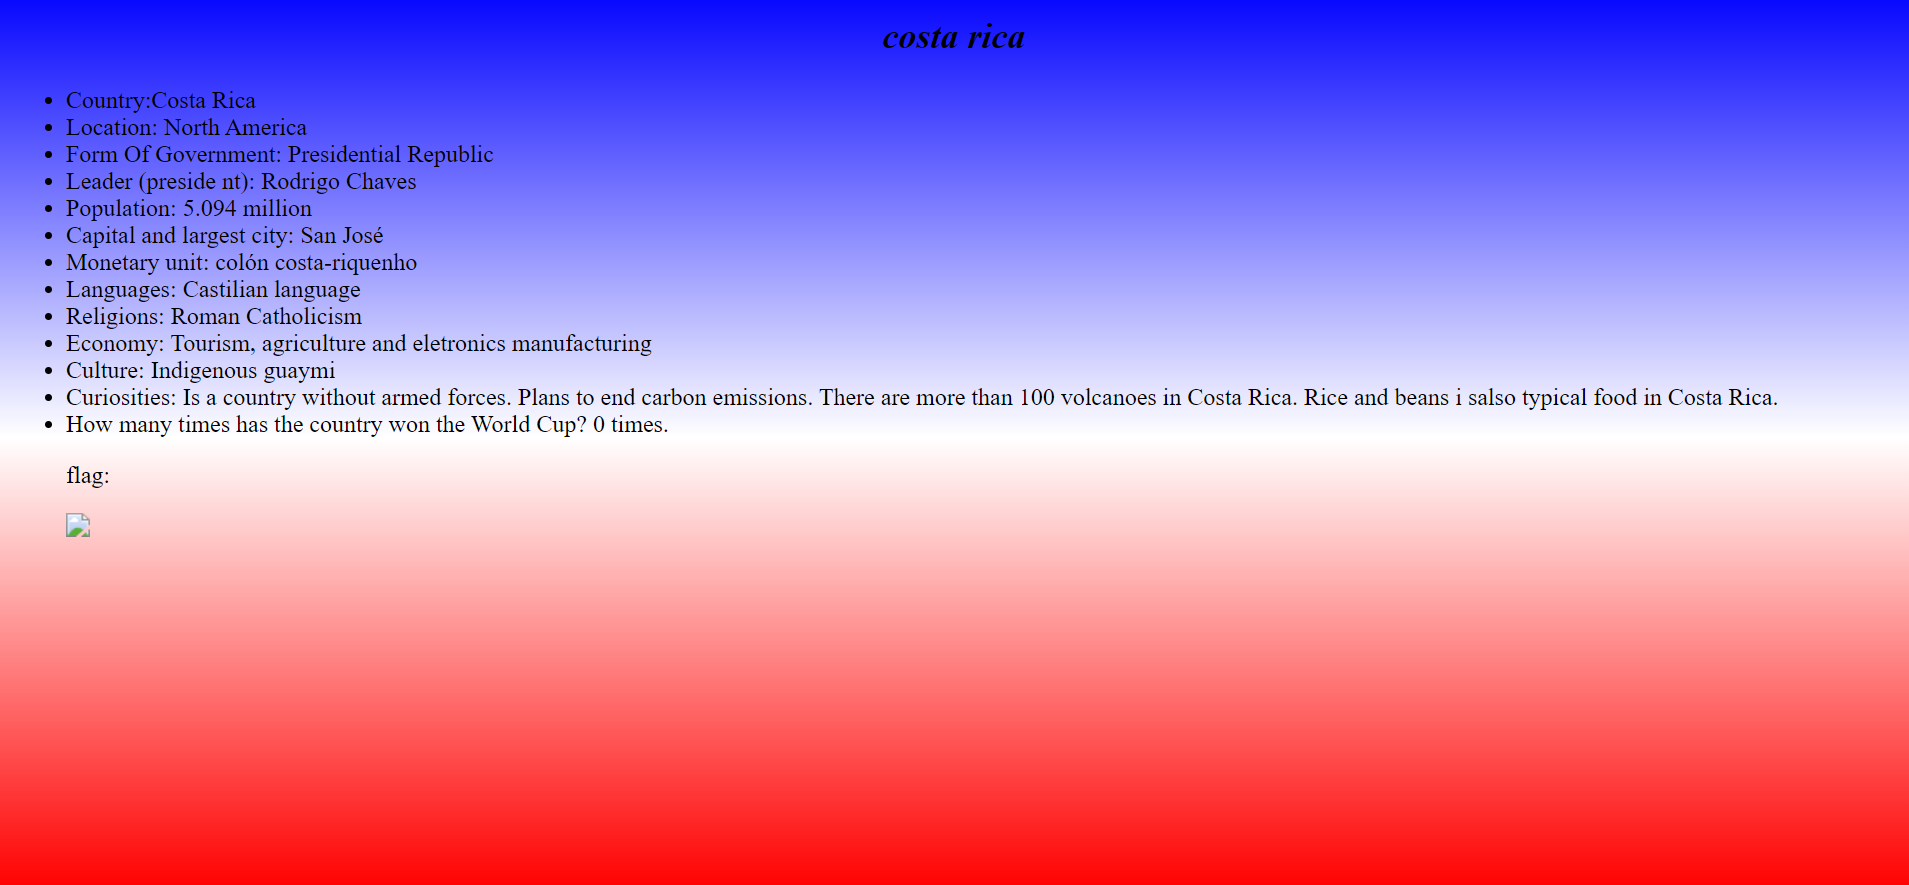 costa rica
Country:Costa Rica
Location: North America
Form Of Government: Presidential Republic
Leader (preside nt): Rodrigo Chaves
Population: 5.094 million
Capital and largest city: San José
Monetary unit: colón costa-riquenho
Languages: Castilian language
Religions: Roman Catholicism
Economy: Tourism, agriculture and eletronics manufacturing
Culture: Indigenous guaymi
Curiosities: Is a country without armed forces. Plans to end carbon emissions. There are more than 100 volcanoes in Costa Rica. Rice and beans i salso typical food in Costa Rica.
How many times has the country won the World Cup? 0 times.
flag: